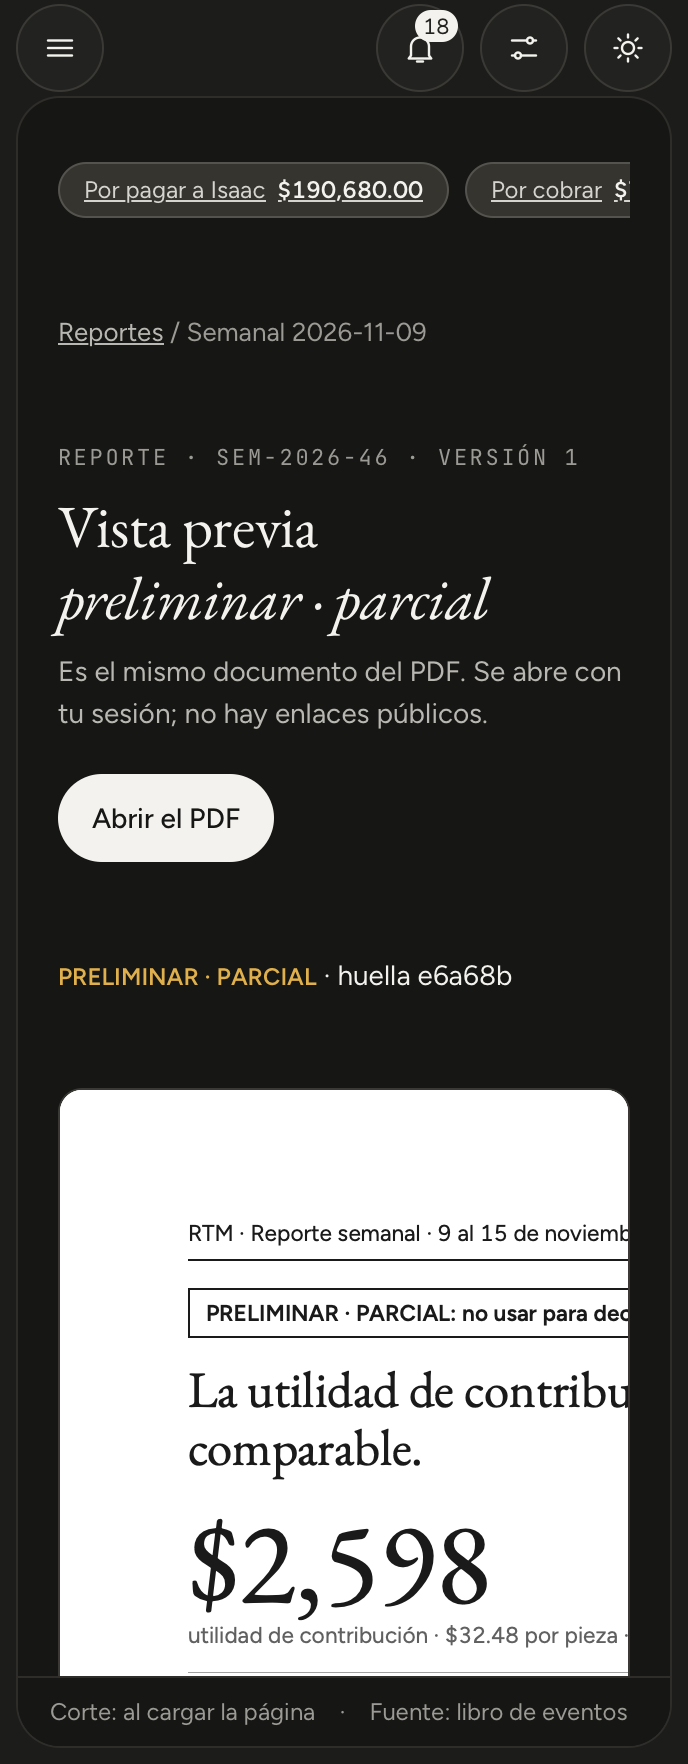 18
Por pagar a Isaac $190,680.00 Por cobrar $
Reportes / Semanal 2026-11-09
REPORTE · SEM-2026-46 · VERSIÓN 1
Vista previa
preliminar · parcial
Es el mismo documento del PDF. Se abre con
tu sesión; no hay enlaces públicos.
Abrir el PDF
PRELIMINAR · PARCIAL · huella e6a68b
RTM · Reporte semanal · 9 al 15 de noviemb
PRELIMINAR · PARCIAL: no usar para dec
La utilidad de contribu
comparable.
$2,598
utilidad de contribución · $32.48 por pieza ·
Corte: al cargar la página · Fuente: libro de eventos